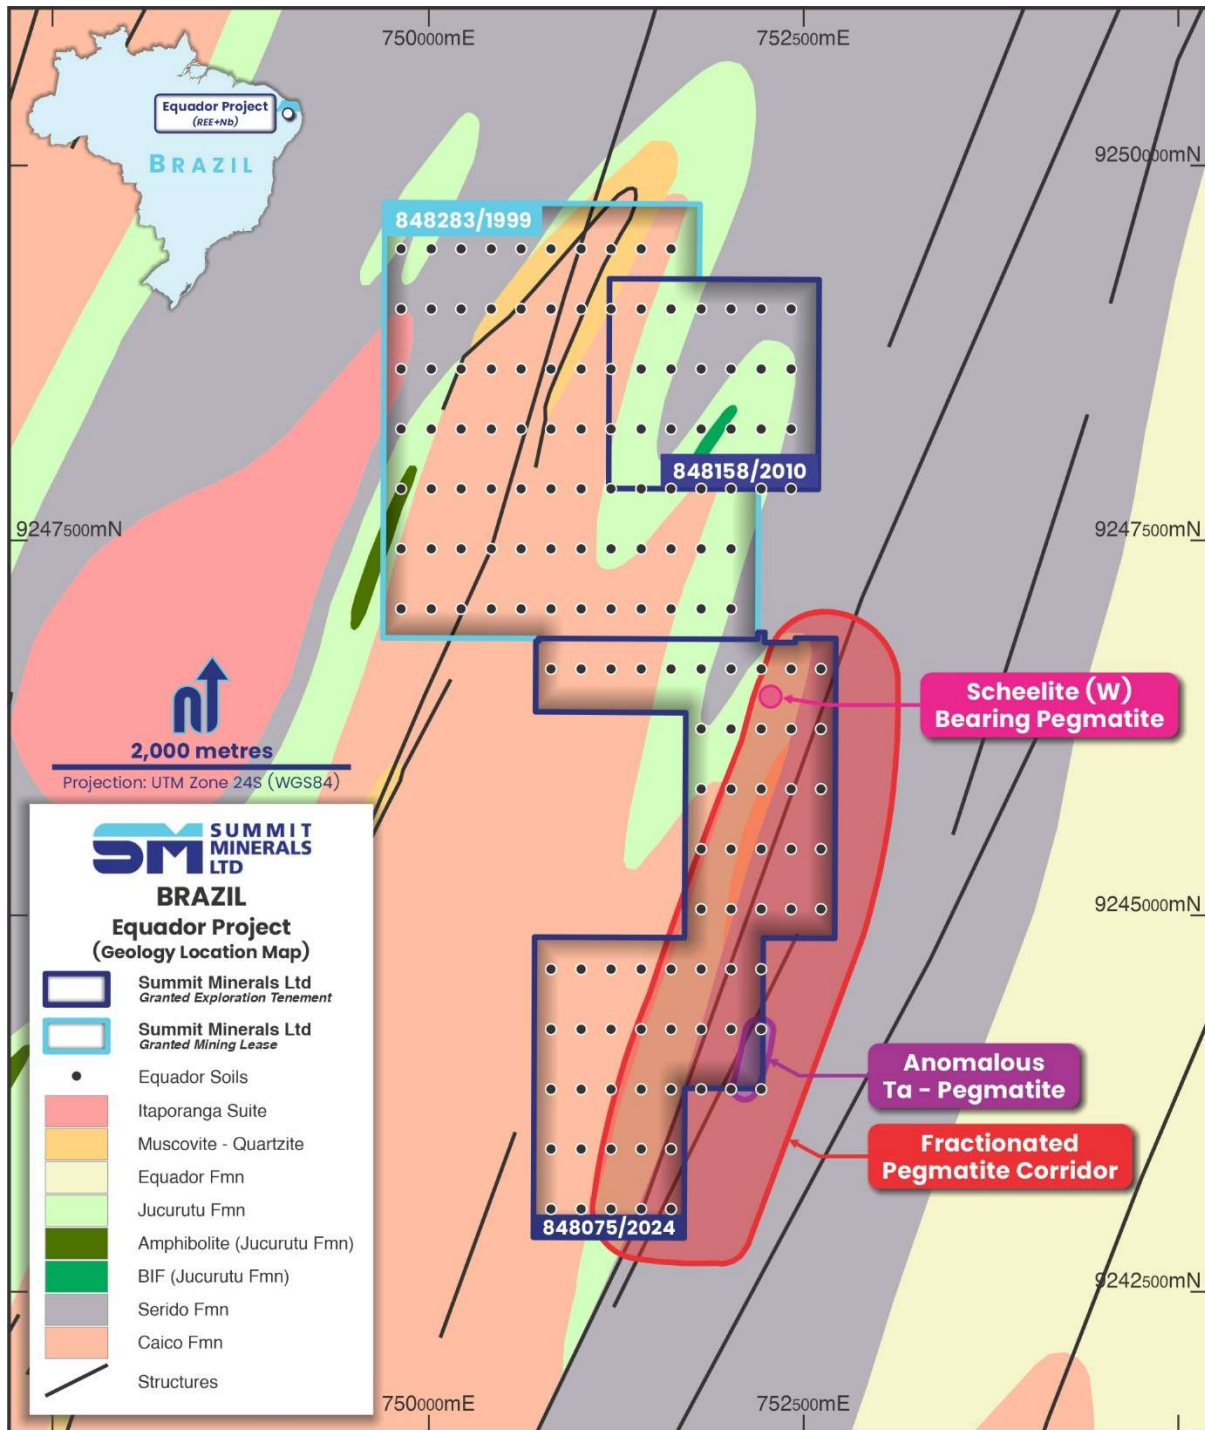 750000mE
752500mE
Equador Project
(REE+Nb)
BRAZIL
9250000mN
848283/1999
848158/2010
9247500mN
9247500mN
n
2,000 metres
Projection: UTM Zone 24S (WGS84)
Scheelite (W)
Bearing Pegmatite
SM SUMMIT
MINERALS
LTD
BRAZIL
Equador Project
(Geology Location Map)
Summit Minerals Ltd
Granted Exploration Tenement
Summit Minerals Ltd
Granted Mining Lease
Equador Soils
Itaporanga Suite
Muscovite - Quartzite
Equador Fmn
Jucurutu Fmn
Amphibolite (Jucurutu Fmn)
BIF (Jucurutu Fmn)
Serido Fmn
Caico Fmn
Structures
9245000mN
Anomalous
Ta - Pegmatite
Fractionated
Pegmatite Corridor
848075/2024
9242500mN
750000mE
752500mE